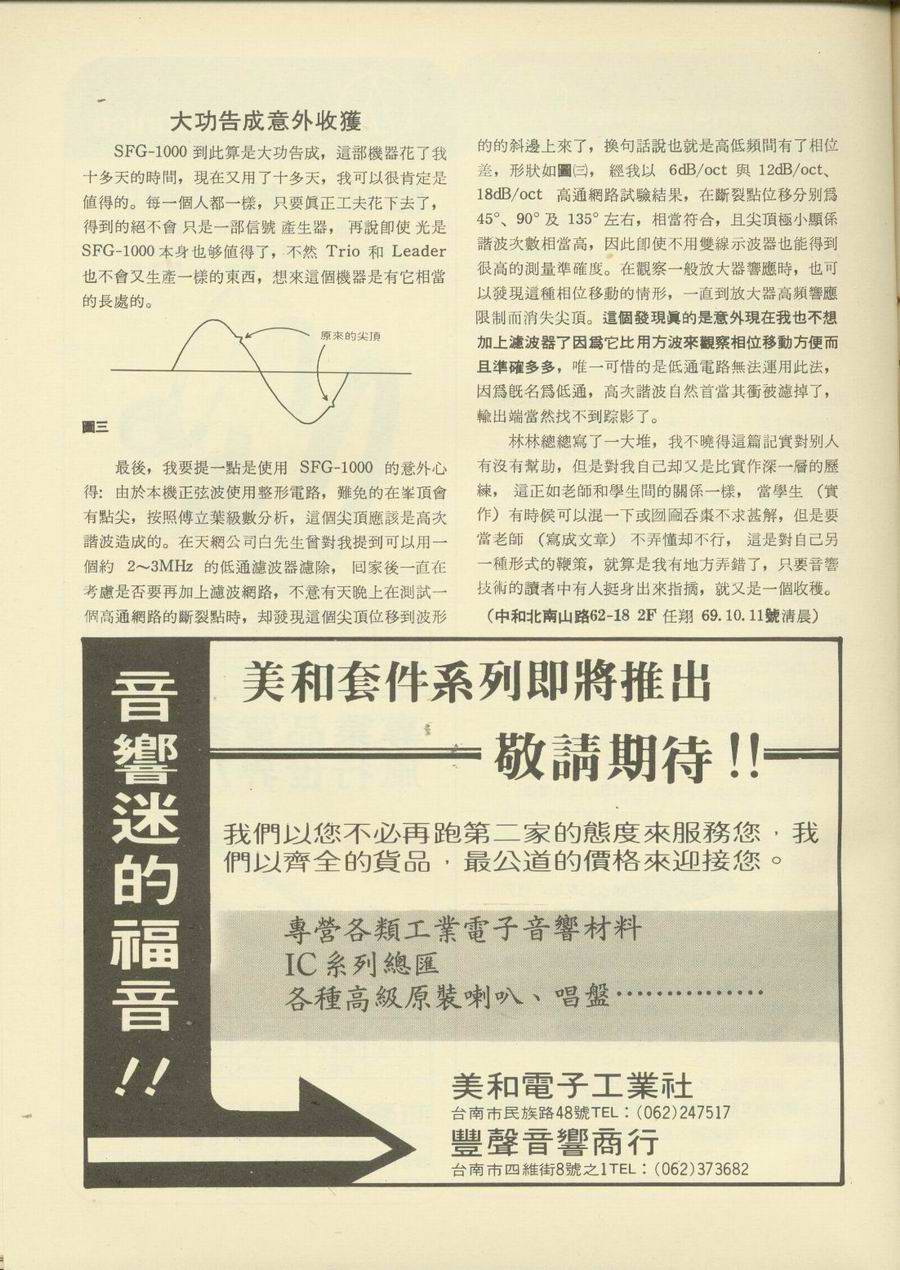 大功告成意外收獲
SFG-1000 到此算是大功告成，這部機器花了我
十多天的時間，現在又用了十多天，我可以很肯定是
值得的。每一個人都一樣，只要眞正工夫花下去了，
得到的絕不會 只是一部信號 產生器，再說卽使 光是
SFG-1000 本身也够値得了，不然 Trio 和 Leader
也不會又生產一樣的東西，想來這個機器是有它相當
的長處的。
原來的尖頂
圖三
最後，我要提一點是使用 SFG-1000 的意外心
得: 由於本機正弦波使用整形電路，難免的在峯頂會
有點尖，按照傅立葉級數分析，這個尖頂應該是高次
諧波造成的。在天網公司白先生曾對我提到可以用一
個約 2～3MHz 的低通濾波器濾除，回家後一直在
考慮是否要再加上濾波網路，不意有天晚上在測試一
個高通網路的斷裂點時，却發現這個尖頂位移到波形
的的斜邊上來了，換句話說也就是高低頻間有了相位
差，形狀如圖㈢， 經我以 6dB/oct 與 12dB/oct、
18dB/oct 高通網路試驗結果，在斷裂點位移分別爲
45°、90° 及 135° 左右，相當符合，且尖頂極小顯係
諧波次數相當高，因此卽使不用雙線示波器也能得到
很高的測量準確度。在觀察一般放大器響應時，也可
以發現這種相位移動的情形，一直到放大器高頻響應
限制而消失尖頂。這個發現眞的是意外現在我也不想
加上濾波器了因爲它比用方波來觀察相位移動方便而
且準確多多，唯一可惜的是低通電路無法運用此法，
因爲旣名爲低通，高次諧波自然首當其衝被濾掉了，
輸出端當然找不到踪影了。
林林總總寫了一大堆，我不曉得這篇記實對別人
有沒有幫助，但是對我自己却又是比實作深一層的歷
練， 這正如老師和學生間的關係一樣， 當學生 （實
作）有時候可以混一下或囫圇吞棗不求甚解，但是要
當老師 （寫成文章） 不弄懂却不行， 這是對自己另
一種形式的鞭策，就算是我有地方弄錯了，只要音響
技術的讀者中有人挺身出來指摘，就又是一個收穫。
（中和北南山路62-18 2F 任翔 69.10.11號淸晨）
音響迷的福音!!
美和套件系列即將推出
敬請期待!!
我們以您不必再跑第二家的態度來服務您，我
們以齊全的貨品，最公道的價格來迎接您。
專營各類工業電子音響材料
IC 系列總匯
各種高級原裝喇叭、唱盤……………
美和電子工業社
台南市民族路48號TEL：(062)247517
豐聲音響商行
台南市四維街8號之1TEL：(062)373682